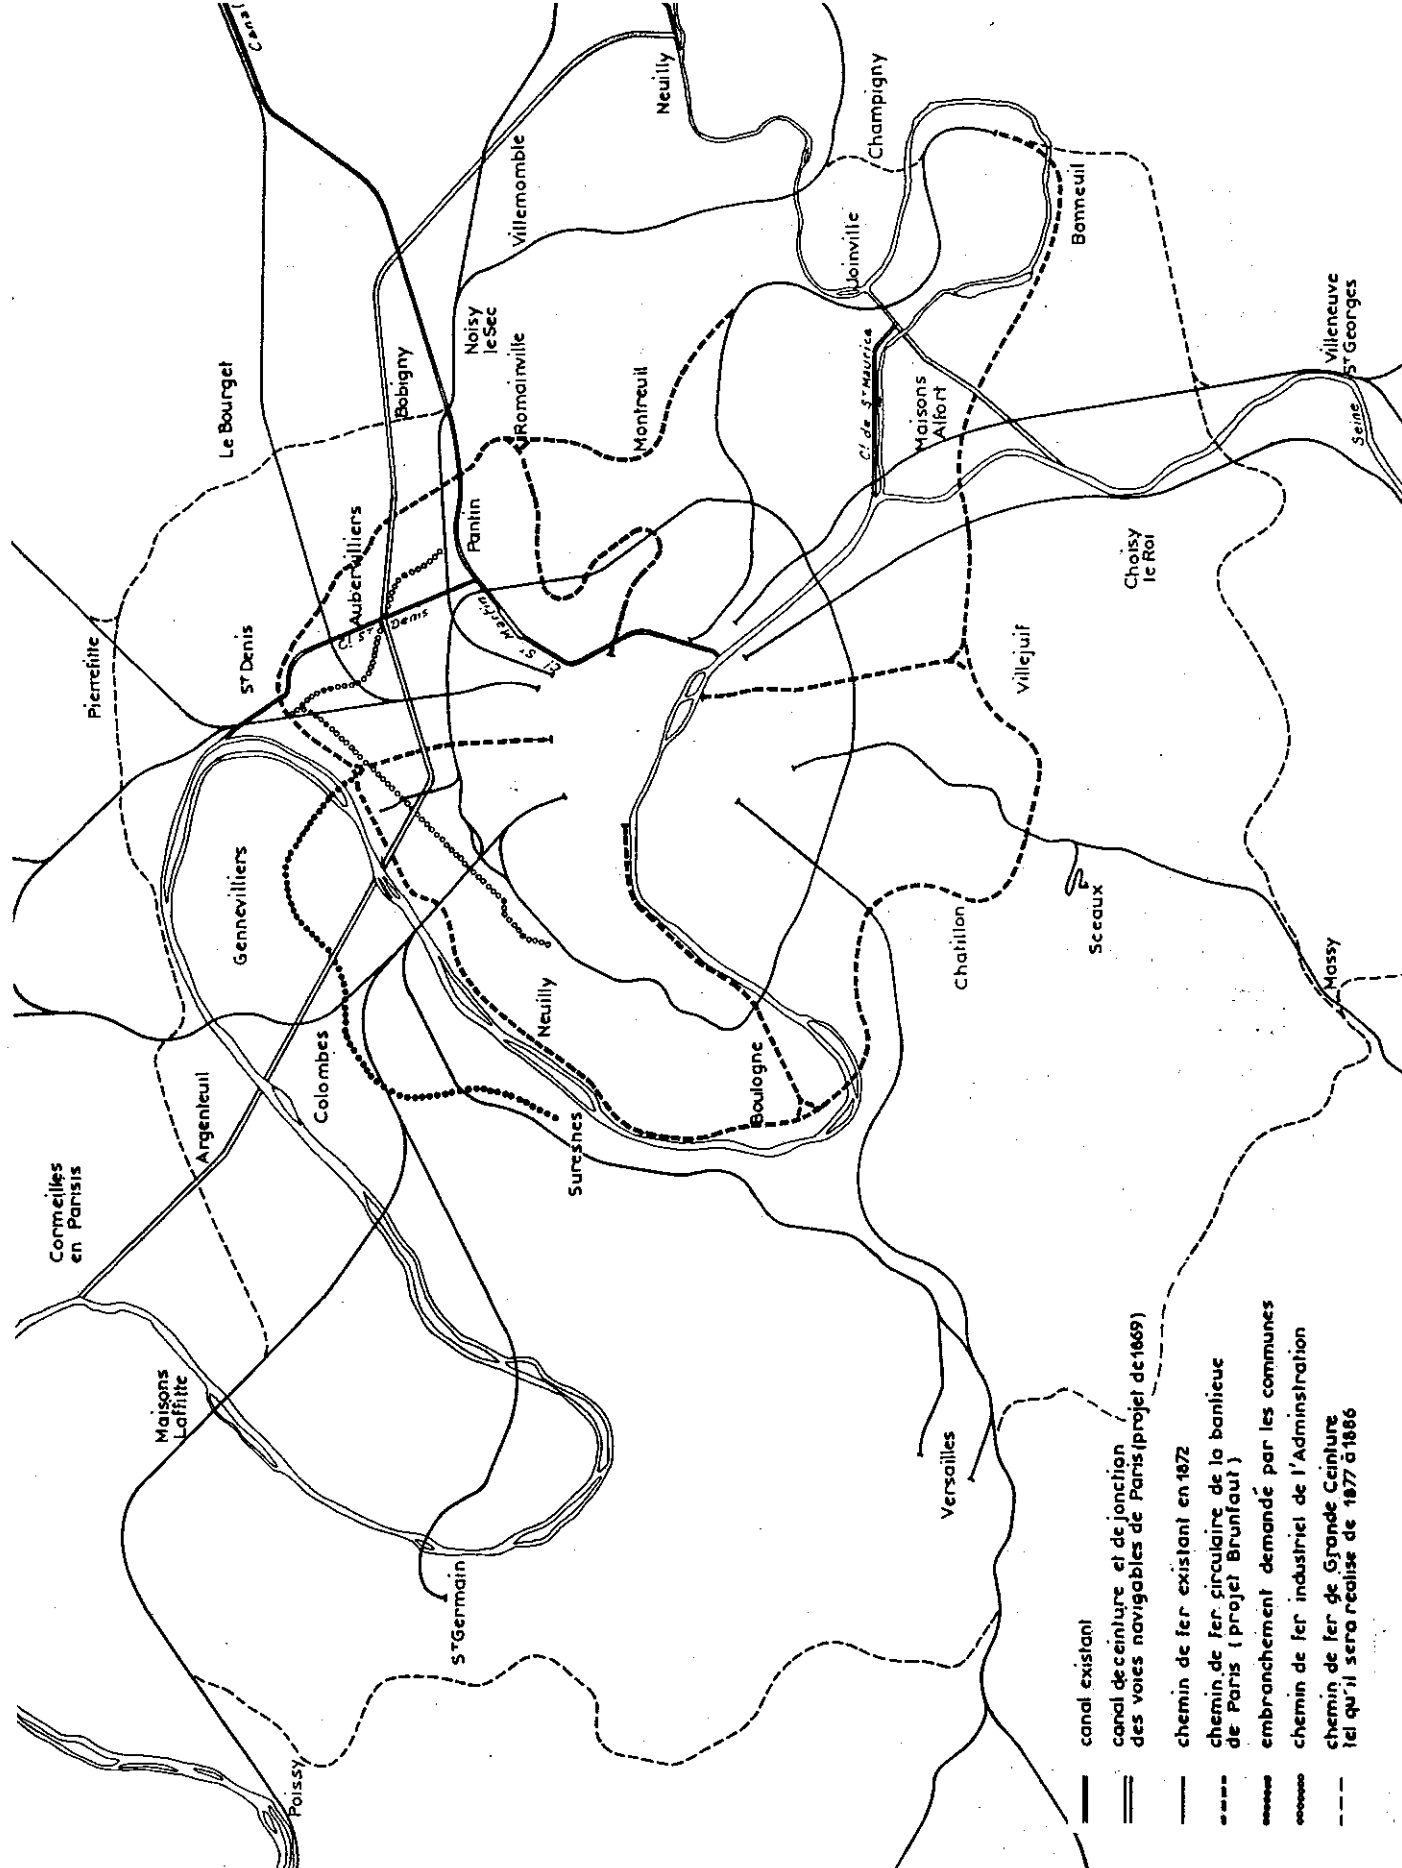 Canal
Neuilly
Champigny
Villemomble
Joinville
Bonneuil
Le Bourget
Bobigny
Noisy
le Sec
Romainville
Montreuil
Cl de St Maurice
Maisons
Alfort
Villeneuve
St Georges
Seine
Aubervilliers
Pantin
Choisy
le Roi
Pierrefitte
St Denis
Cl St Denis
Cl St Martin
Villejuif
Gennevilliers
Neuilly
Chatillon
Sceaux
Massy
Cormeilles
en Parisis
Argenteuil
Colombes
Suresnes
Boulogne
Maisons
Laffitte
Versailles
St Germain
Poissy
canal existant
canal de ceinture et de jonction
des voies navigables de Paris (projet de 1869)
chemin de fer existant en 1872
chemin de fer circulaire de la banlieue
de Paris (projet Brunfaut)
embranchement demandé par les communes
chemin de fer industriel de l'Adminstration
chemin de fer de Grande Ceinture
tel qu'il sera realise de 1877 à 1886